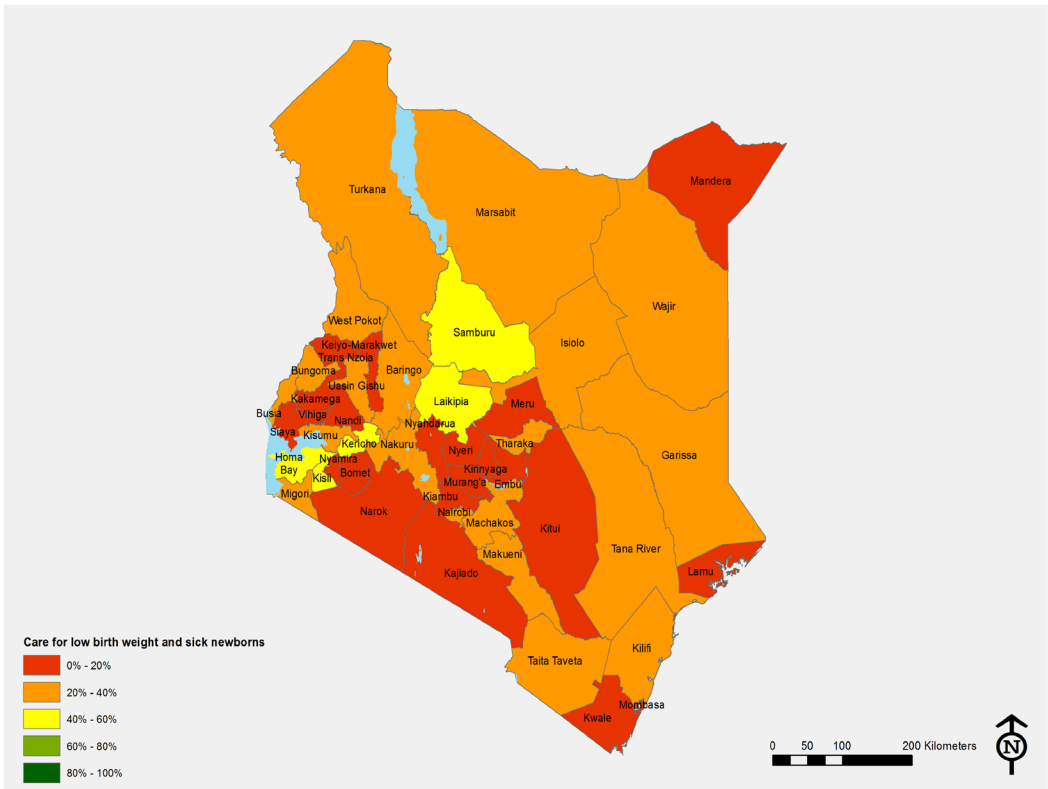 Mandera
Turkana
Marsabit
Wajir
West Pokot
Samburu
Isiolo
Keiyo-Marakwet
Trans Nzoia
Bungoma
Baringo
Uasin Gishu
Kakamega
Laikipia
Meru
Busia
Vihiga
Nandi
Nyandarua
Siaya
Kisumu
Kericho
Nakuru
Nyeri
Tharaka
Garissa
Homa
Bay
Nyamira
Kisii
Bomet
Kirinyaga
Murang'a
Embu
Migori
Kiambu
Narok
Nairobi
Machakos
Kitui
Makueni
Tana River
Kajiado
Lamu
Kilifi
Taita Taveta
Mombasa
Kwale
Care for low birth weight and sick newborns
0% - 20%
20% - 40%
40% - 60%
60% - 80%
80% - 100%
0 50 100 200 Kilometers
N